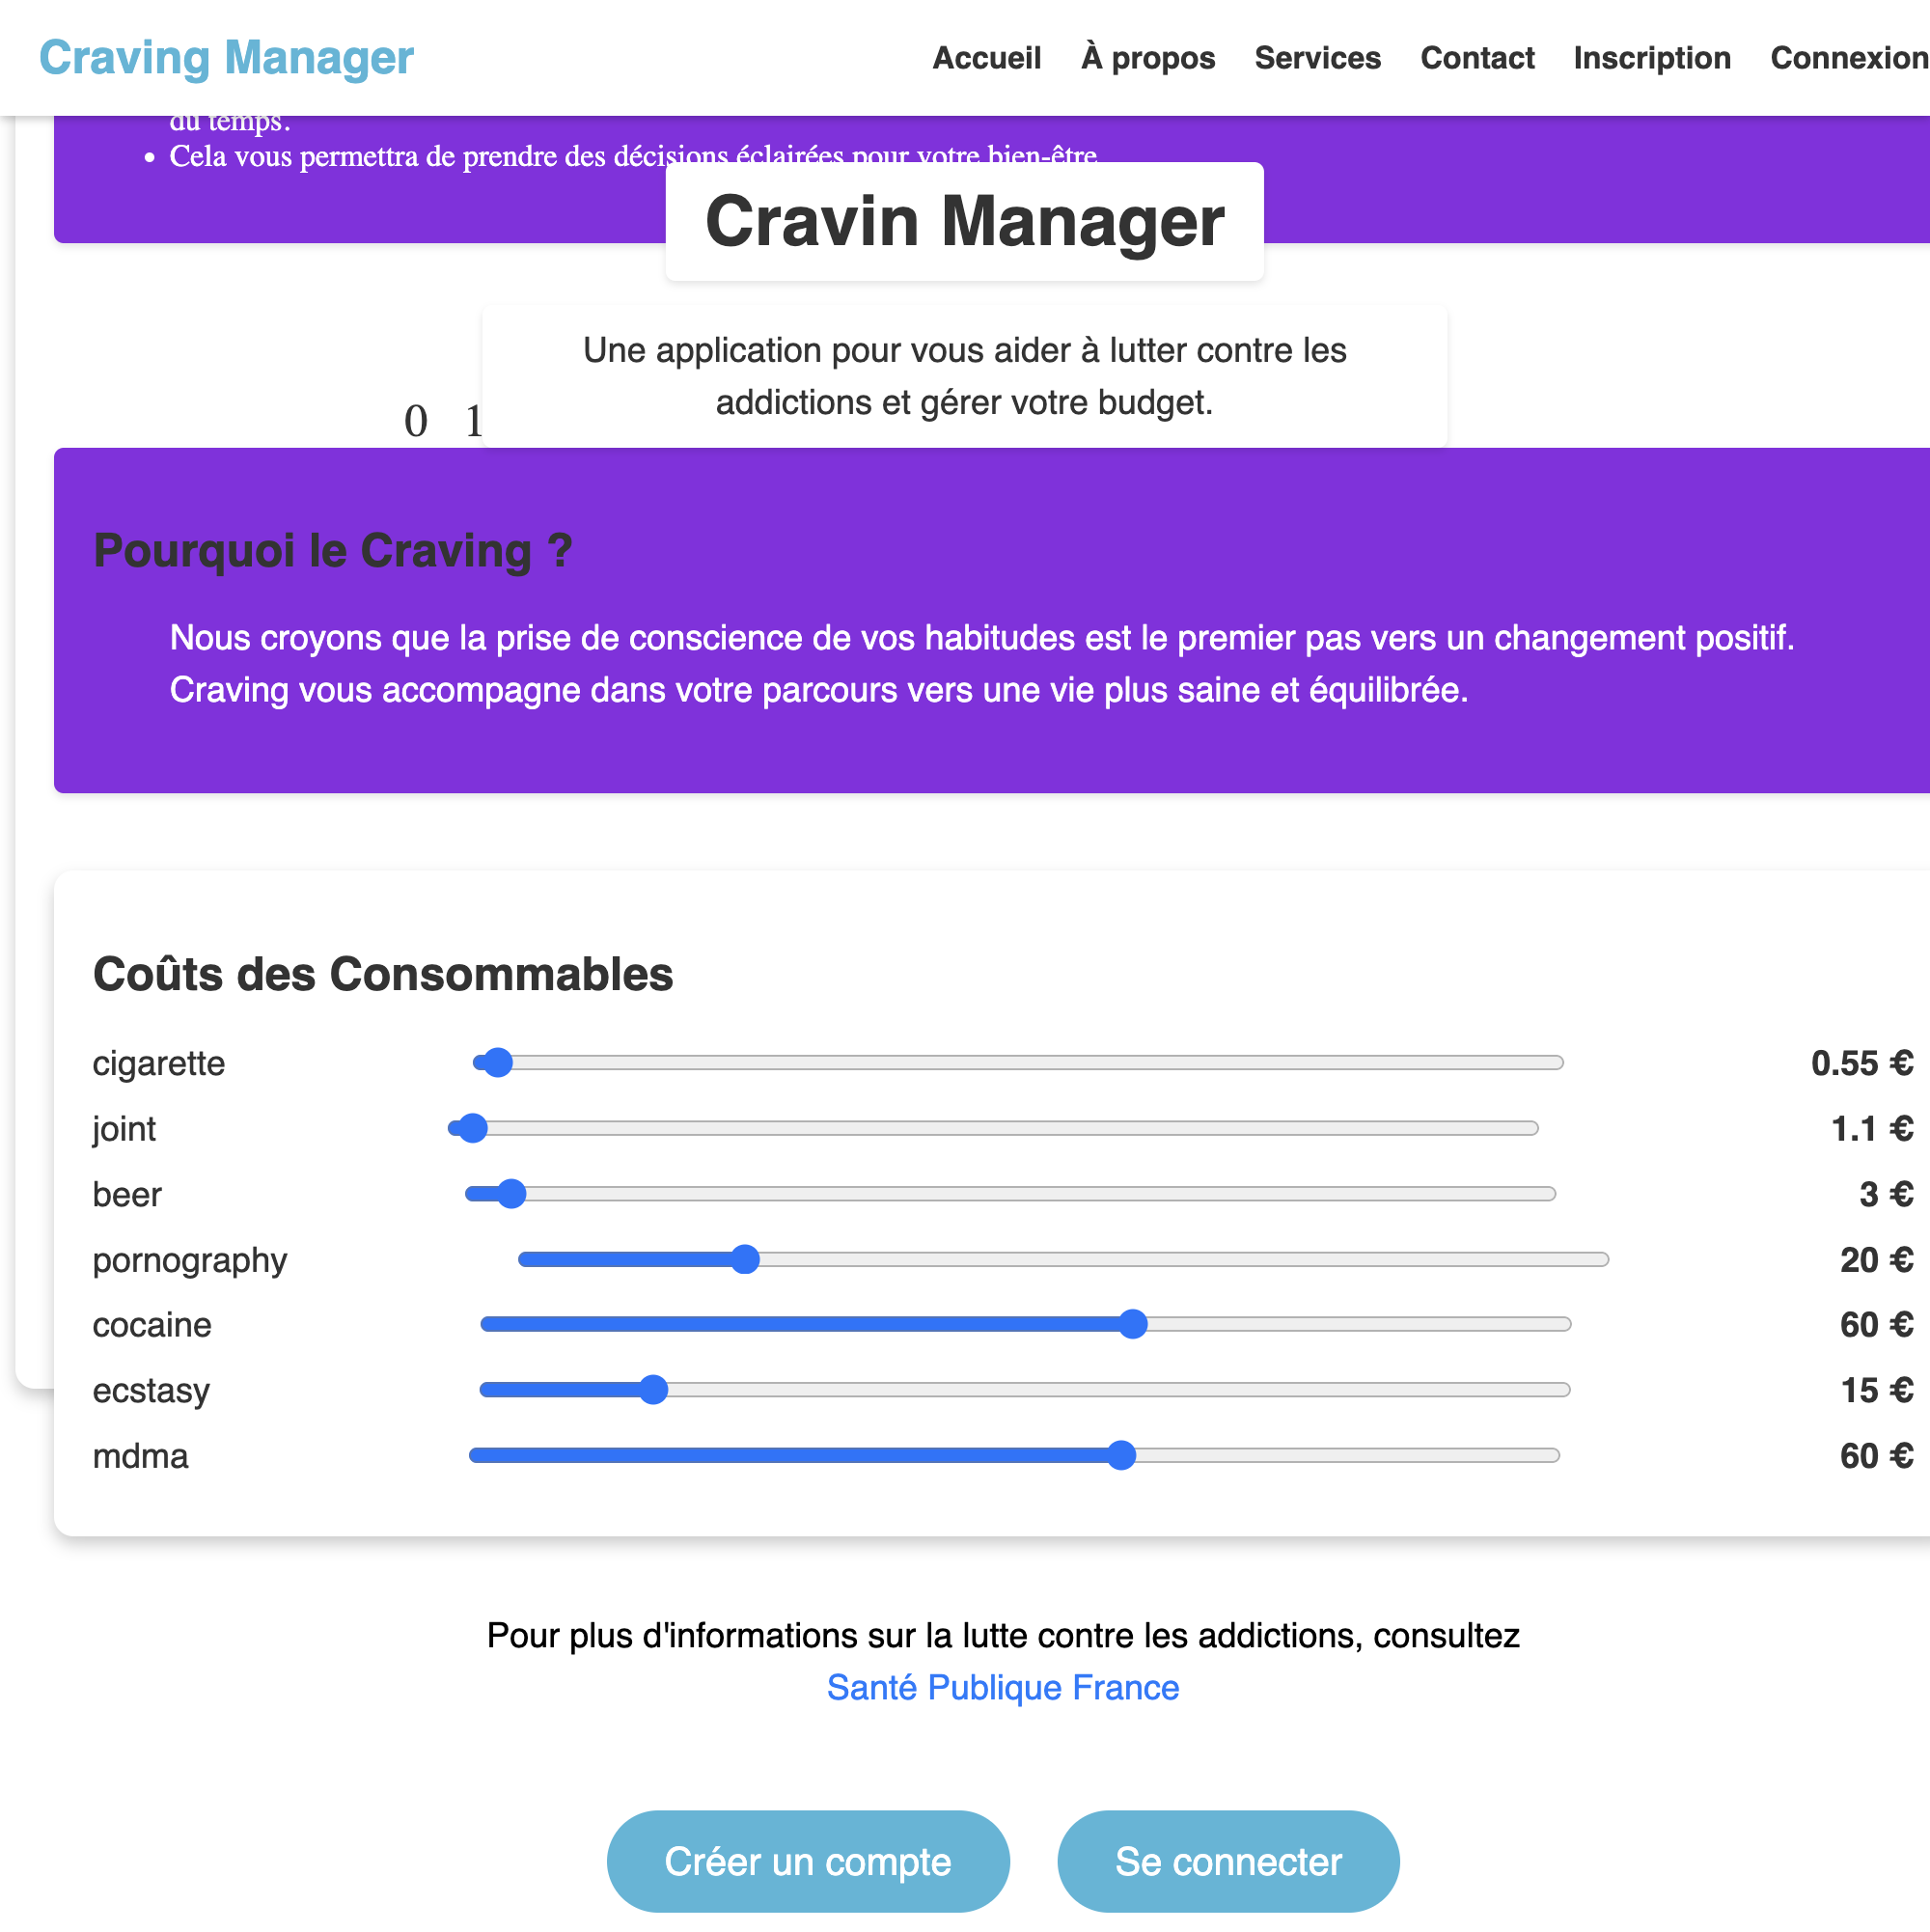 Craving Manager
Accueil À propos Services Contact Inscription Connexion
du temps.
Cela vous permettra de prendre des décisions éclairées pour votre bien-être
Cravin Manager
Une application pour vous aider à lutter contre les
addictions et gérer votre budget.
0 1
Pourquoi le Craving ?
Nous croyons que la prise de conscience de vos habitudes est le premier pas vers un changement positif.
Craving vous accompagne dans votre parcours vers une vie plus saine et équilibrée.
Coûts des Consommables
cigarette 0.55 €
joint 1.1 €
beer 3 €
pornography 20 €
cocaine 60 €
ecstasy 15 €
mdma 60 €
Pour plus d'informations sur la lutte contre les addictions, consultez
Santé Publique France
Créer un compte Se connecter